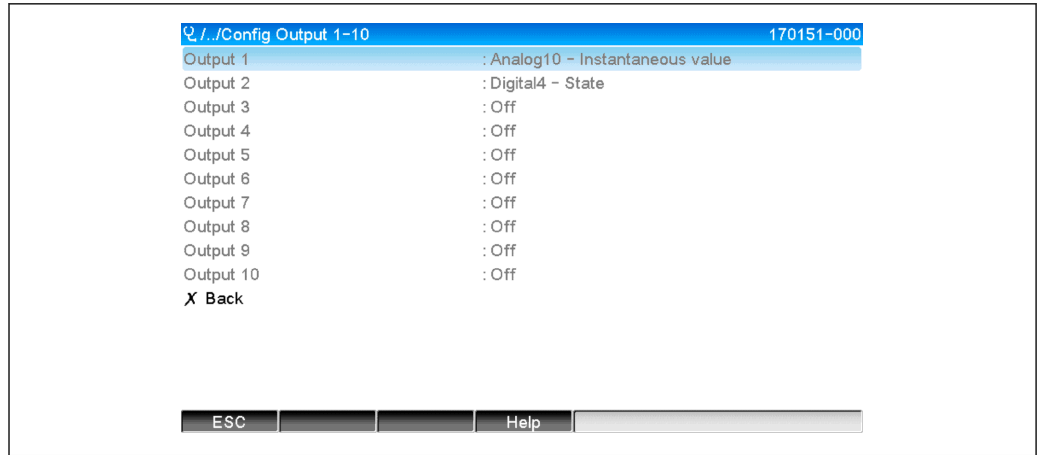 /../Config Output 1-10 170151-000
Output 1 : Analog10 - Instantaneous value
Output 2 : Digital4 - State
Output 3 : Off
Output 4 : Off
Output 5 : Off
Output 6 : Off
Output 7 : Off
Output 8 : Off
Output 9 : Off
Output 10 : Off
X Back
ESC Help